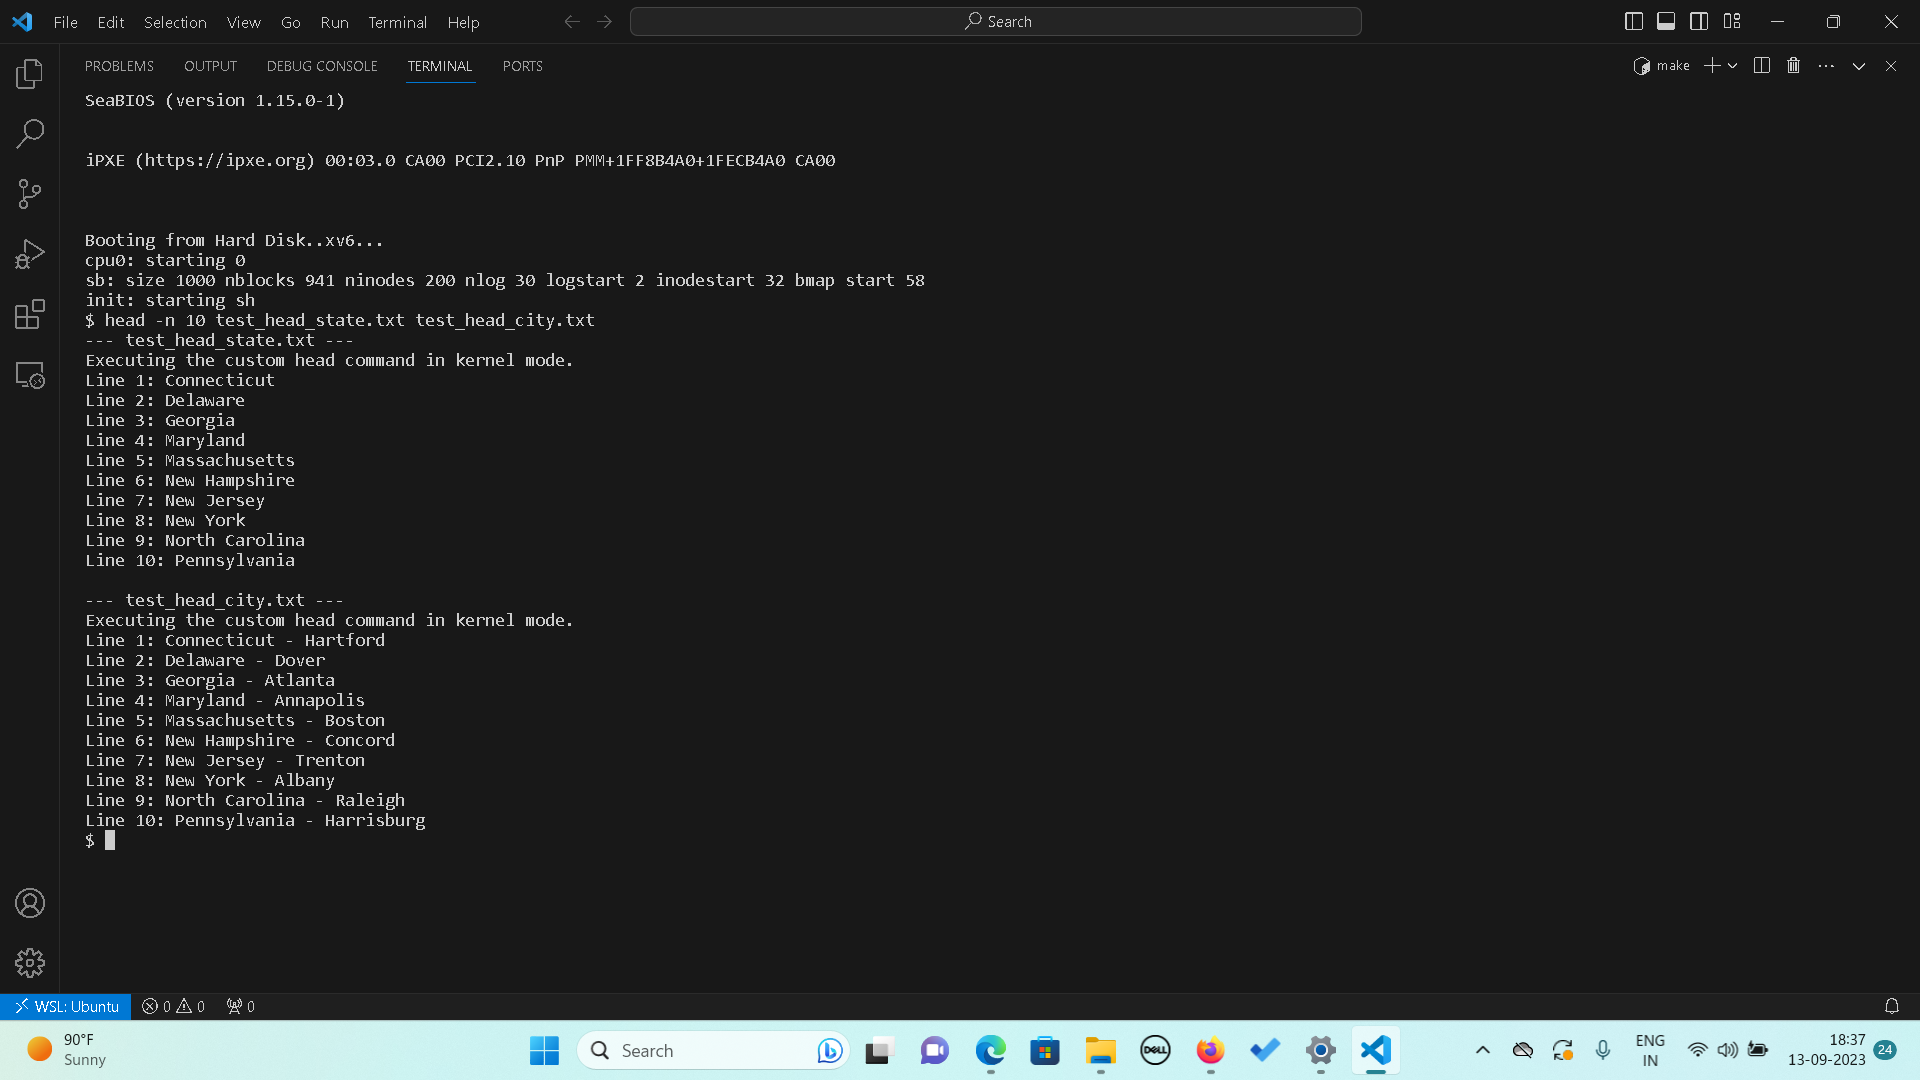 File Edit Selection View Go Run Terminal Help
Search
PROBLEMS OUTPUT DEBUG CONSOLE TERMINAL PORTS
make
SeaBIOS (version 1.15.0-1)
iPXE (https://ipxe.org) 00:03.0 CA00 PCI2.10 PnP PMM+1FF8B4A0+1FECB4A0 CA00
Booting from Hard Disk..xv6...
cpu0: starting 0
sb: size 1000 nblocks 941 ninodes 200 nlog 30 logstart 2 inodestart 32 bmap start 58
init: starting sh
$ head -n 10 test_head_state.txt test_head_city.txt
--- test_head_state.txt ---
Executing the custom head command in kernel mode.
Line 1: Connecticut
Line 2: Delaware
Line 3: Georgia
Line 4: Maryland
Line 5: Massachusetts
Line 6: New Hampshire
Line 7: New Jersey
Line 8: New York
Line 9: North Carolina
Line 10: Pennsylvania
--- test_head_city.txt ---
Executing the custom head command in kernel mode.
Line 1: Connecticut - Hartford
Line 2: Delaware - Dover
Line 3: Georgia - Atlanta
Line 4: Maryland - Annapolis
Line 5: Massachusetts - Boston
Line 6: New Hampshire - Concord
Line 7: New Jersey - Trenton
Line 8: New York - Albany
Line 9: North Carolina - Raleigh
Line 10: Pennsylvania - Harrisburg
$
WSL: Ubuntu 0 0 0
90°F
Sunny
Search
DELL
ENG
IN
18:37
13-09-2023
24